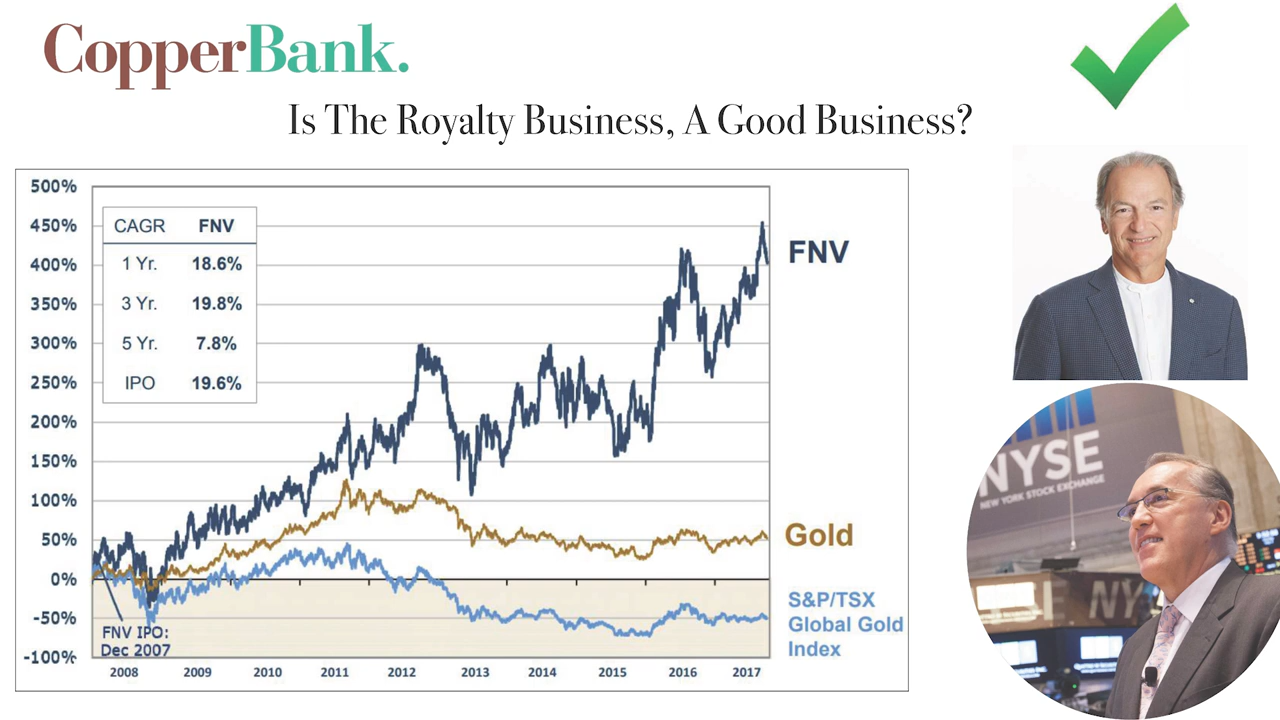 CopperBank.
Is The Royalty Business, A Good Business?
500%
450%
400%
350%
300%
250%
200%
150%
100%
50%
0%
-50%
-100%
CAGR FNV
1 Yr. 18.6%
3 Yr. 19.8%
5 Yr. 7.8%
IPO 19.6%
FNV IPO:
Dec 2007
2008 2009 2010 2011 2012 2013 2014 2015 2016 2017
FNV
Gold
S&P/TSX
Global Gold
Index
NYSE
NEW YORK STOCK EXCHANGE
E NY